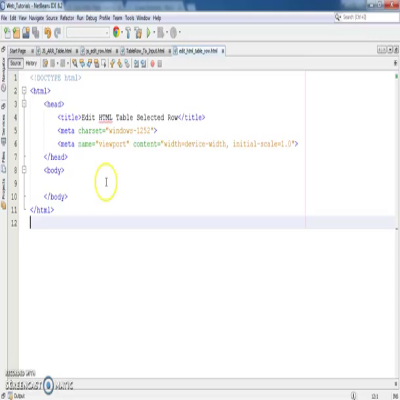 Web_Tutorials - NetBeans IDE 8.2
File Edit View Navigate Source Refactor Run Debug Profile Team Tools Window Help
Search (Ctrl+I)
Start Page
JS_ARR_Table.html
js_edit_row.html
TableRow_To_Input.html
edit_html_table_row.html
Source History
1 <!DOCTYPE html>
2 <html>
3 <head>
4 <title>Edit HTML Table Selected Row</title>
5 <meta charset="windows-1252">
6 <meta name="viewport" content="width=device-width, initial-scale=1.0">
7 </head>
8 <body>
9
10 </body>
11 </html>
12
Services
Files
Projects
RECORDED WITH
SCREENCAST MATIC
Output
12:1
INS